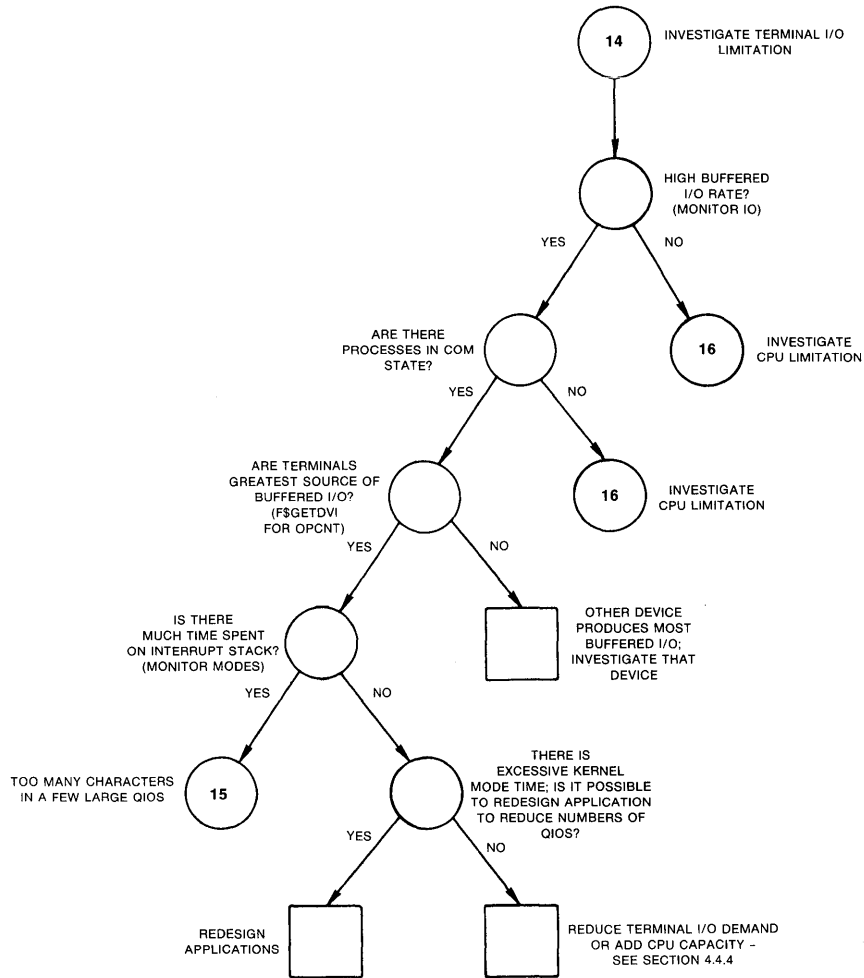 14
INVESTIGATE TERMINAL I/O
LIMITATION
HIGH BUFFERED
I/O RATE?
(MONITOR IO)
YES
NO
ARE THERE
PROCESSES IN COM
STATE?
16
INVESTIGATE
CPU LIMITATION
YES
NO
ARE TERMINALS
GREATEST SOURCE OF
BUFFERED I/O?
(F$GETDVI
FOR OPCNT)
16
INVESTIGATE
CPU LIMITATION
YES
NO
IS THERE
MUCH TIME SPENT
ON INTERRUPT STACK?
(MONITOR MODES)
OTHER DEVICE
PRODUCES MOST
BUFFERED I/O;
INVESTIGATE THAT
DEVICE
YES
NO
TOO MANY CHARACTERS
IN A FEW LARGE QIOS
15
THERE IS
EXCESSIVE KERNEL
MODE TIME; IS IT POSSIBLE
TO REDESIGN APPLICATION
TO REDUCE NUMBERS OF
QIOS?
YES
NO
REDESIGN
APPLICATIONS
REDUCE TERMINAL I/O DEMAND
OR ADD CPU CAPACITY –
SEE SECTION 4.4.4